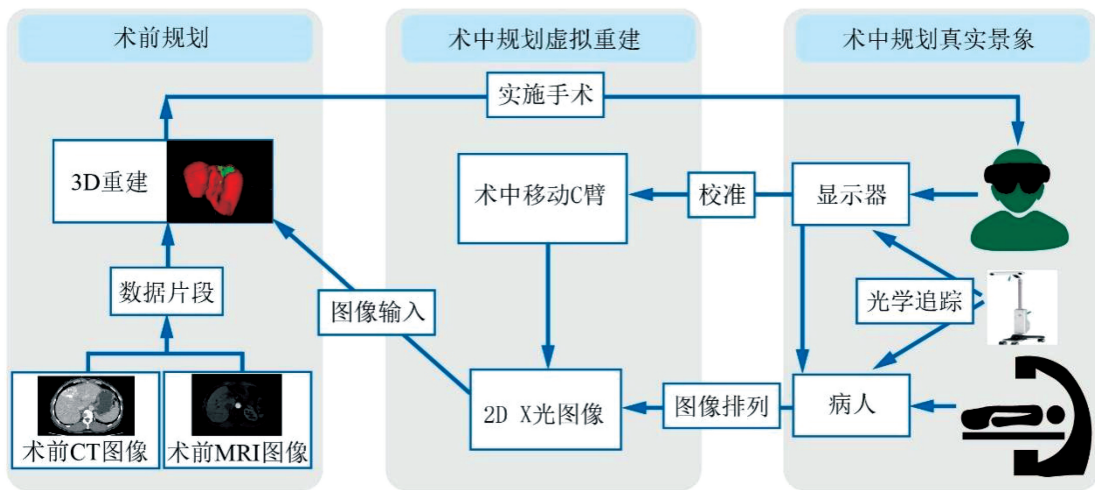 术前规划
术中规划虚拟重建
术中规划真实景象
实施手术
3D重建
术中移动C臂
校准
显示器
数据片段
图像输入
光学追踪
2D X光图像
图像排列
病人
术前CT图像
术前MRI图像